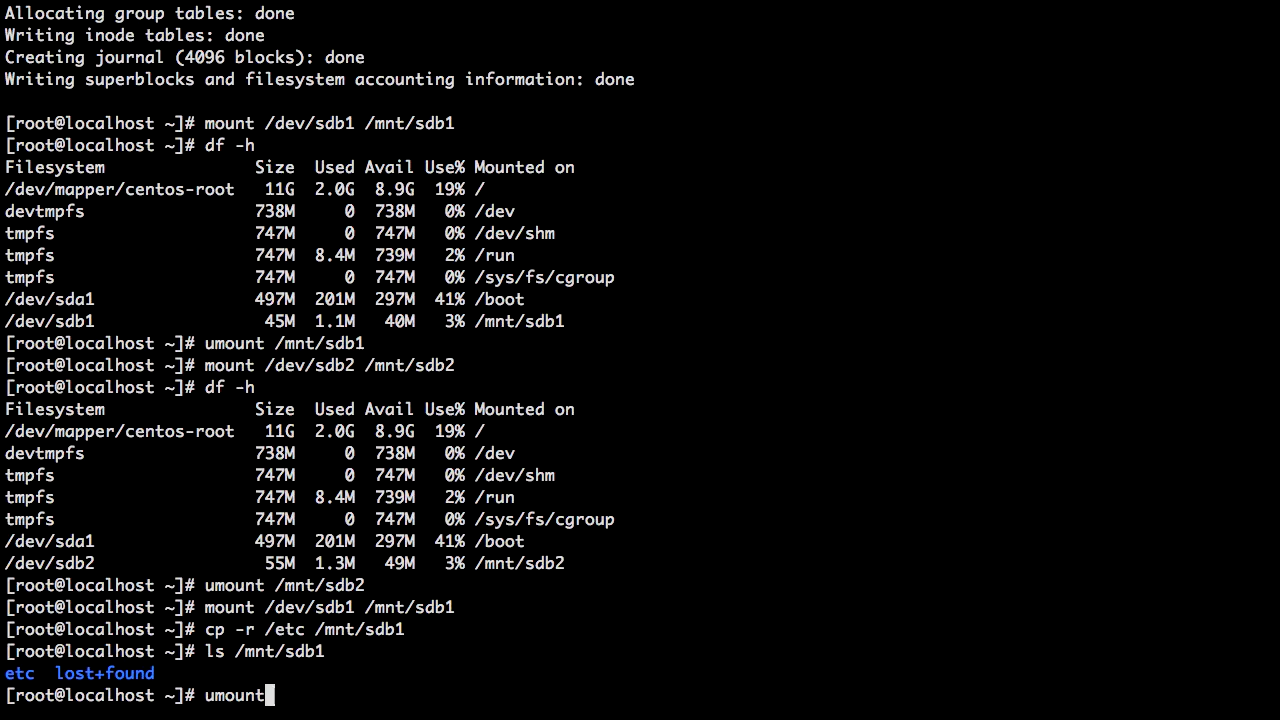 Allocating group tables: done
Writing inode tables: done
Creating journal (4096 blocks): done
Writing superblocks and filesystem accounting information: done
[root@localhost ~]# mount /dev/sdb1 /mnt/sdb1
[root@localhost ~]# df -h
Filesystem               Size  Used Avail Use% Mounted on
/dev/mapper/centos-root   11G  2.0G  8.9G  19% /
devtmpfs                 738M     0  738M   0% /dev
tmpfs                    747M     0  747M   0% /dev/shm
tmpfs                    747M  8.4M  739M   2% /run
tmpfs                    747M     0  747M   0% /sys/fs/cgroup
/dev/sda1                497M  201M  297M  41% /boot
/dev/sdb1                 45M  1.1M   40M   3% /mnt/sdb1
[root@localhost ~]# umount /mnt/sdb1
[root@localhost ~]# mount /dev/sdb2 /mnt/sdb2
[root@localhost ~]# df -h
Filesystem               Size  Used Avail Use% Mounted on
/dev/mapper/centos-root   11G  2.0G  8.9G  19% /
devtmpfs                 738M     0  738M   0% /dev
tmpfs                    747M     0  747M   0% /dev/shm
tmpfs                    747M  8.4M  739M   2% /run
tmpfs                    747M     0  747M   0% /sys/fs/cgroup
/dev/sda1                497M  201M  297M  41% /boot
/dev/sdb2                 55M  1.3M   49M   3% /mnt/sdb2
[root@localhost ~]# umount /mnt/sdb2
[root@localhost ~]# mount /dev/sdb1 /mnt/sdb1
[root@localhost ~]# cp -r /etc /mnt/sdb1
[root@localhost ~]# ls /mnt/sdb1
etc  lost+found
[root@localhost ~]# umount